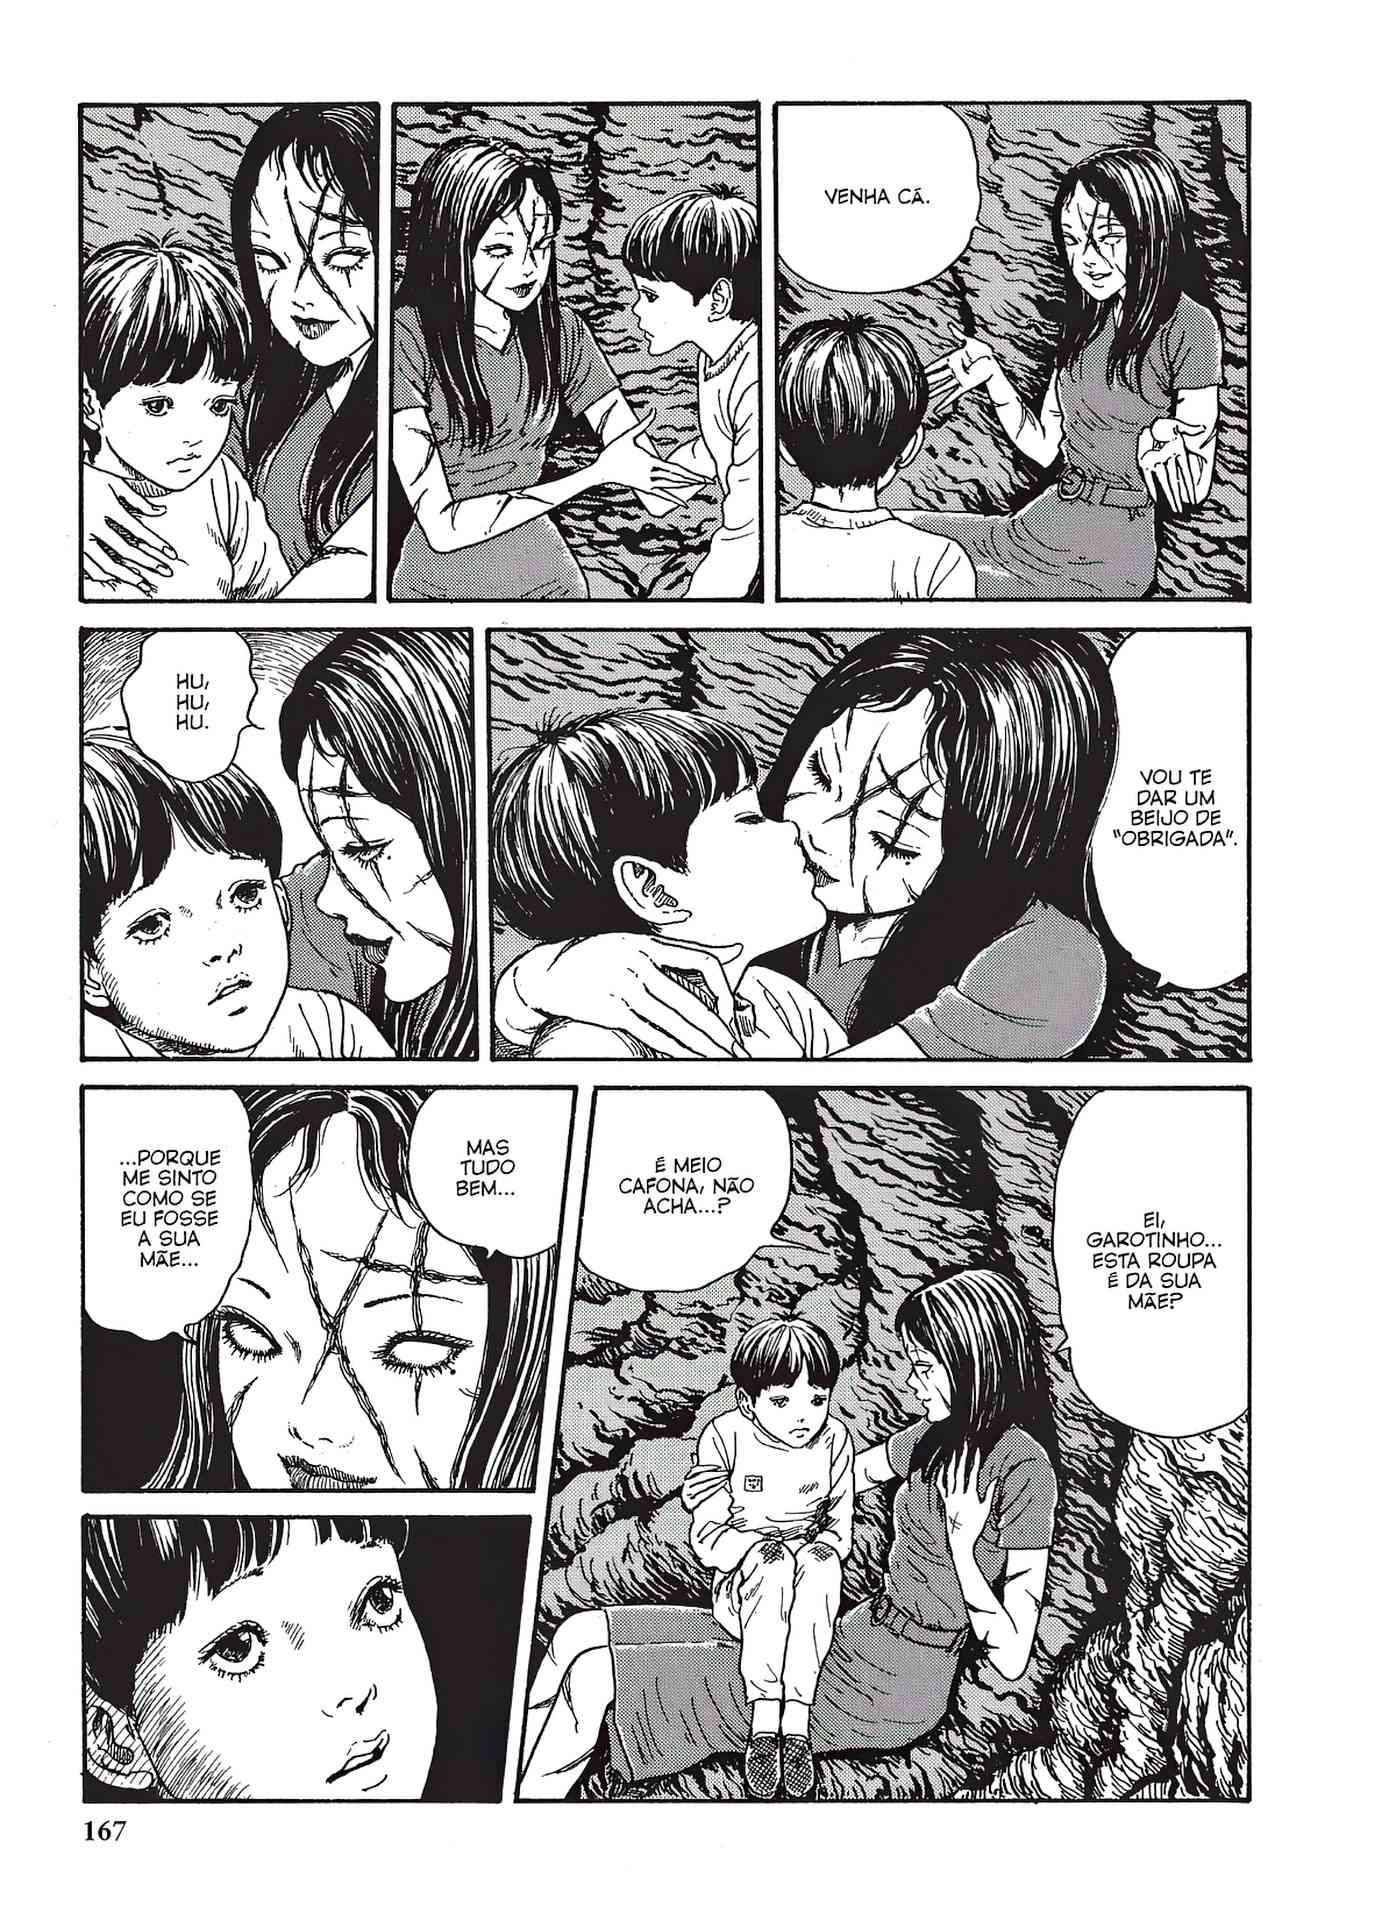 VENHA CÁ.
VOU TE
DAR UM
BEIJO DE
"OBRIGADA".
HU,
HU,
HU.
EI,
GAROTINHO...
ESTA ROUPA
É DA SUA
MÃE?
É MEIO
CAFONA, NÃO
ACHA...?
MAS
TUDO
BEM...
...PORQUE
ME SINTO
COMO SE
EU FOSSE
A SUA
MÃE...
167